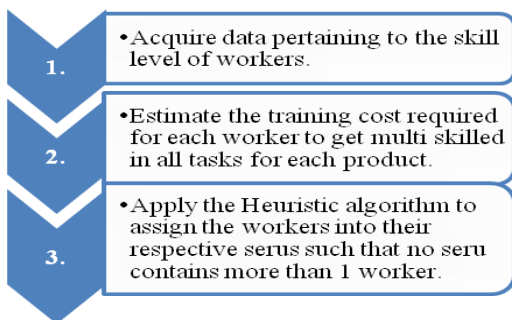 1.
•Acquire data pertaining to the skill
level of workers.
2.
•Estimate the training cost required
for each worker to get multi skilled
in all tasks for each product.
3.
•Apply the Heuristic algorithm to
assign the workers into their
respective serus such that no seru
contains more than 1 worker.